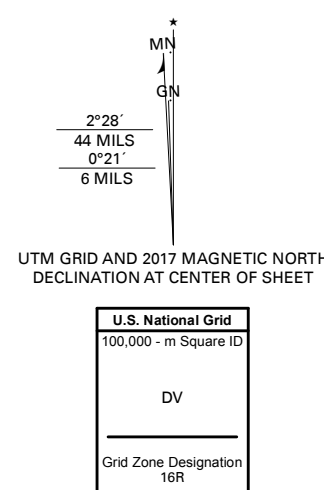 ★
MN
GN
2°28´
44 MILS
0°21´
6 MILS
UTM GRID AND 2017 MAGNETIC NORTH
DECLINATION AT CENTER OF SHEET
U.S. National Grid
100,000 - m Square ID
DV
Grid Zone Designation
16R